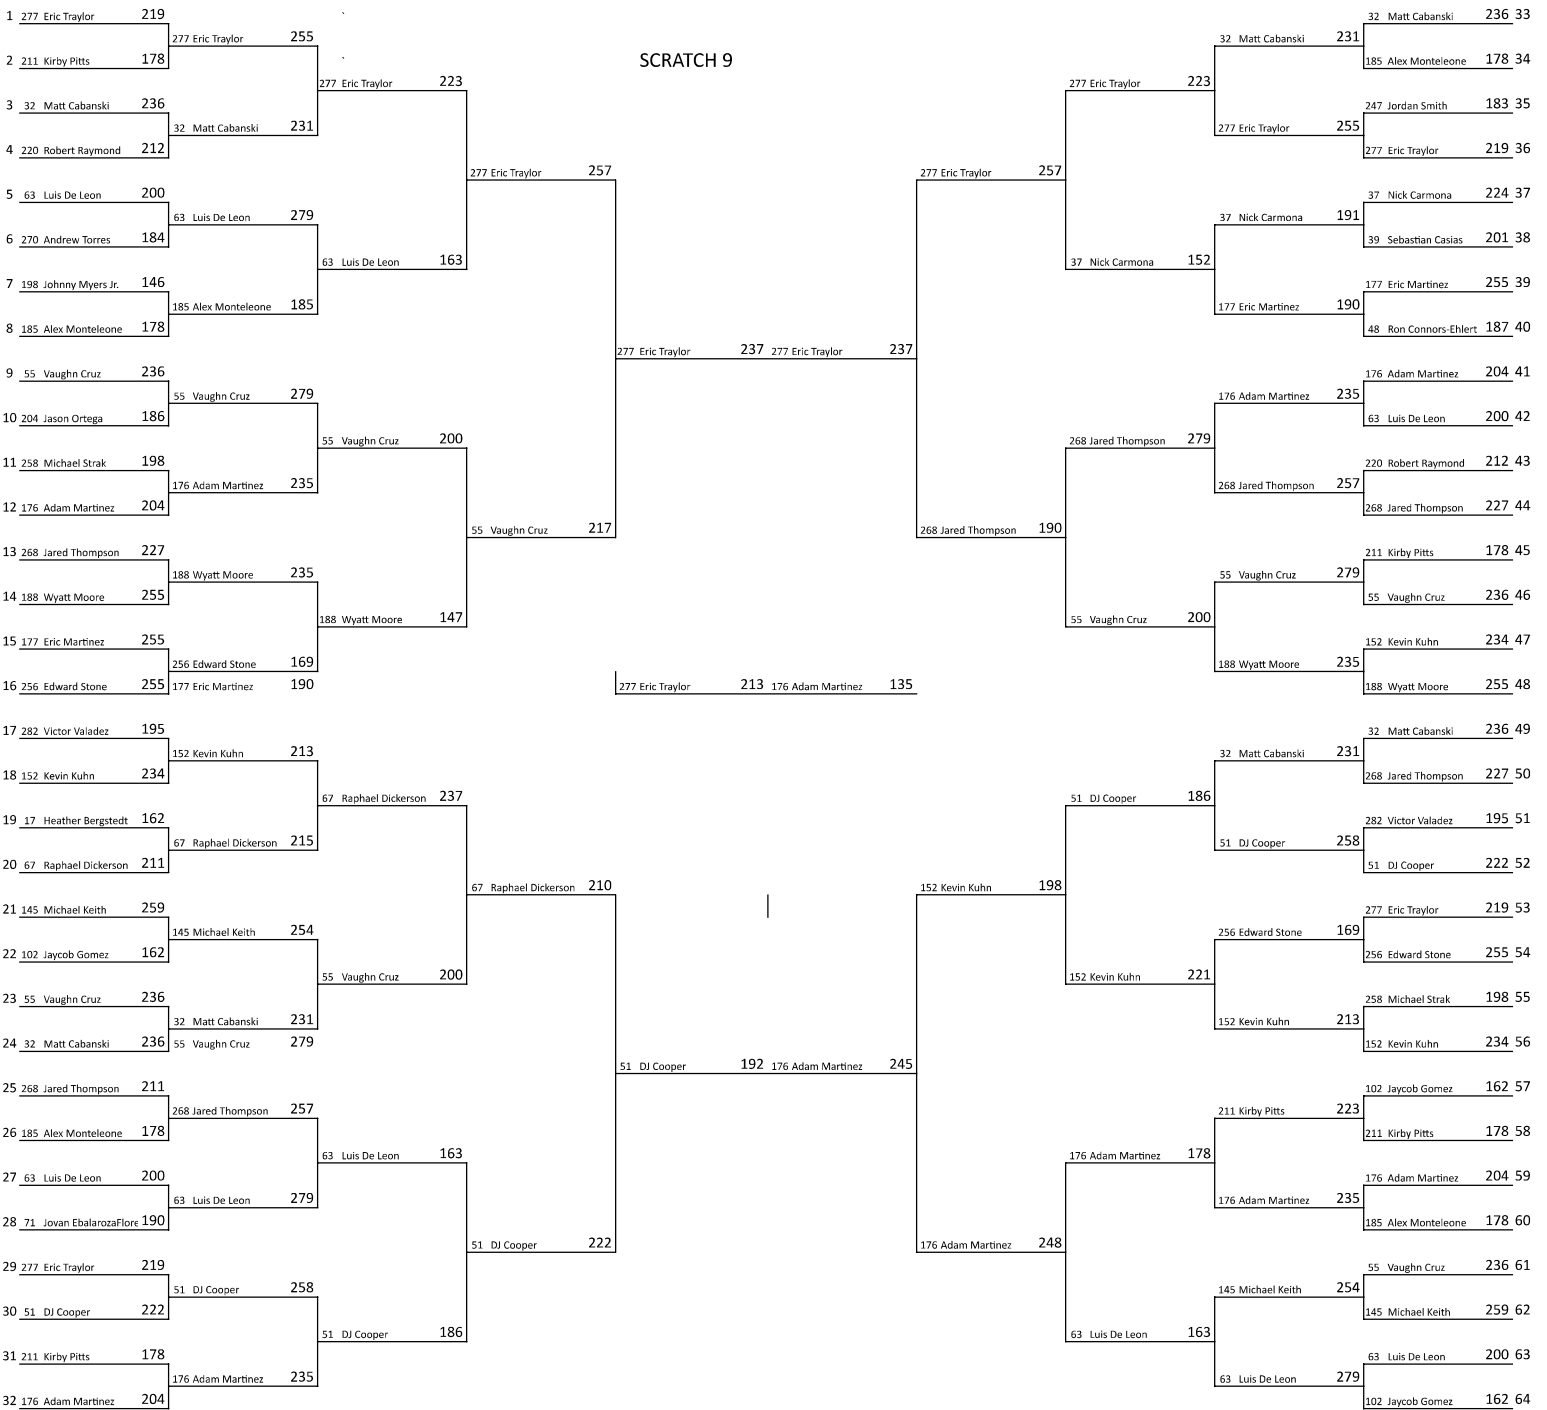 SCRATCH 9
1 277 Eric Traylor 219
2 211 Kirby Pitts 178
3 32 Matt Cabanski 236
4 220 Robert Raymond 212
5 63 Luis De Leon 200
6 270 Andrew Torres 184
7 198 Johnny Myers Jr. 146
8 185 Alex Monteleone 178
9 55 Vaughn Cruz 236
10 204 Jason Ortega 186
11 258 Michael Strak 198
12 176 Adam Martinez 204
13 268 Jared Thompson 227
14 188 Wyatt Moore 255
15 177 Eric Martinez 255
16 256 Edward Stone 255
17 282 Victor Valadez 195
18 152 Kevin Kuhn 234
19 17 Heather Bergstedt 162
20 67 Raphael Dickerson 211
21 145 Michael Keith 259
22 102 Jaycob Gomez 162
23 55 Vaughn Cruz 236
24 32 Matt Cabanski 236
25 268 Jared Thompson 211
26 185 Alex Monteleone 178
27 63 Luis De Leon 200
28 71 Jovan EbalarozaFlore 190
29 277 Eric Traylor 219
30 51 DJ Cooper 222
31 211 Kirby Pitts 178
32 176 Adam Martinez 204
277 Eric Traylor 255
32 Matt Cabanski 231
63 Luis De Leon 279
185 Alex Monteleone 185
55 Vaughn Cruz 279
176 Adam Martinez 235
188 Wyatt Moore 235
256 Edward Stone 169
177 Eric Martinez 190
152 Kevin Kuhn 213
67 Raphael Dickerson 215
145 Michael Keith 254
32 Matt Cabanski 231
55 Vaughn Cruz 279
268 Jared Thompson 257
63 Luis De Leon 279
51 DJ Cooper 258
176 Adam Martinez 235
277 Eric Traylor 223
63 Luis De Leon 163
55 Vaughn Cruz 200
188 Wyatt Moore 147
67 Raphael Dickerson 237
55 Vaughn Cruz 200
63 Luis De Leon 163
51 DJ Cooper 186
277 Eric Traylor 257
55 Vaughn Cruz 217
67 Raphael Dickerson 210
51 DJ Cooper 222
277 Eric Traylor 237 277 Eric Traylor 237
277 Eric Traylor 213 176 Adam Martinez 135
51 DJ Cooper 192 176 Adam Martinez 245
277 Eric Traylor 257
268 Jared Thompson 190
152 Kevin Kuhn 198
176 Adam Martinez 248
277 Eric Traylor 223
37 Nick Carmona 152
268 Jared Thompson 279
55 Vaughn Cruz 200
51 DJ Cooper 186
152 Kevin Kuhn 221
176 Adam Martinez 178
63 Luis De Leon 163
32 Matt Cabanski 231
277 Eric Traylor 255
37 Nick Carmona 191
177 Eric Martinez 190
176 Adam Martinez 235
268 Jared Thompson 257
55 Vaughn Cruz 279
188 Wyatt Moore 235
32 Matt Cabanski 231
51 DJ Cooper 258
256 Edward Stone 169
152 Kevin Kuhn 213
211 Kirby Pitts 223
176 Adam Martinez 235
145 Michael Keith 254
63 Luis De Leon 279
32 Matt Cabanski 236 33
185 Alex Monteleone 178 34
247 Jordan Smith 183 35
277 Eric Traylor 219 36
37 Nick Carmona 224 37
39 Sebastian Casias 201 38
177 Eric Martinez 255 39
48 Ron Connors-Ehlert 187 40
176 Adam Martinez 204 41
63 Luis De Leon 200 42
220 Robert Raymond 212 43
268 Jared Thompson 227 44
211 Kirby Pitts 178 45
55 Vaughn Cruz 236 46
152 Kevin Kuhn 234 47
188 Wyatt Moore 255 48
32 Matt Cabanski 236 49
268 Jared Thompson 227 50
282 Victor Valadez 195 51
51 DJ Cooper 222 52
277 Eric Traylor 219 53
256 Edward Stone 255 54
258 Michael Strak 198 55
152 Kevin Kuhn 234 56
102 Jaycob Gomez 162 57
211 Kirby Pitts 178 58
176 Adam Martinez 204 59
185 Alex Monteleone 178 60
55 Vaughn Cruz 236 61
145 Michael Keith 259 62
63 Luis De Leon 200 63
102 Jaycob Gomez 162 64